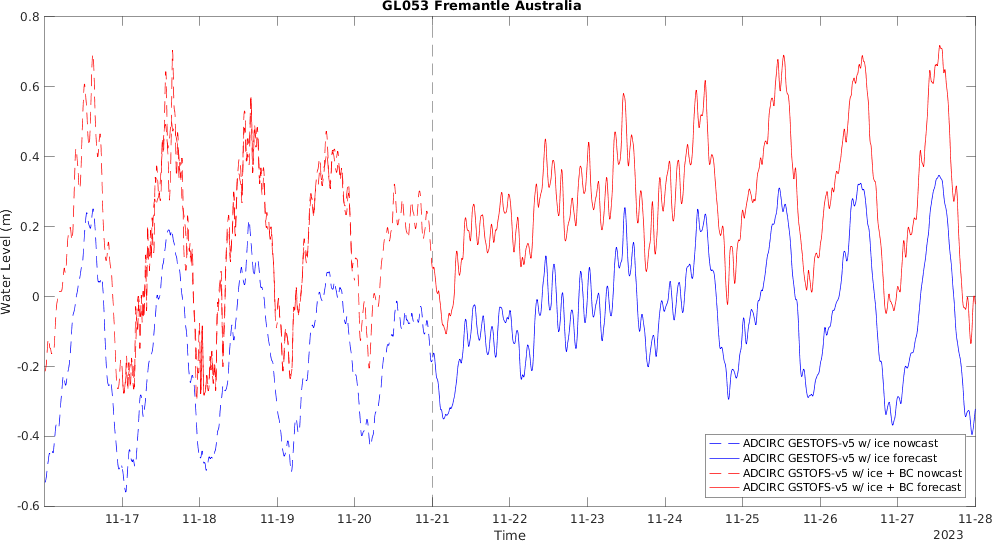 GL053 Fremantle Australia
0.8
0.6
0.4
0.2
0
-0.2
-0.4
-0.6
Water Level (m)
11-17 11-18 11-19 11-20 11-21 11-22 11-23 11-24 11-25 11-26 11-27 11-28
Time
2023
ADCIRC GESTOFS-v5 w/ ice nowcast
ADCIRC GESTOFS-v5 w/ ice forecast
ADCIRC GSTOFS-v5 w/ ice + BC nowcast
ADCIRC GSTOFS-v5 w/ ice + BC forecast